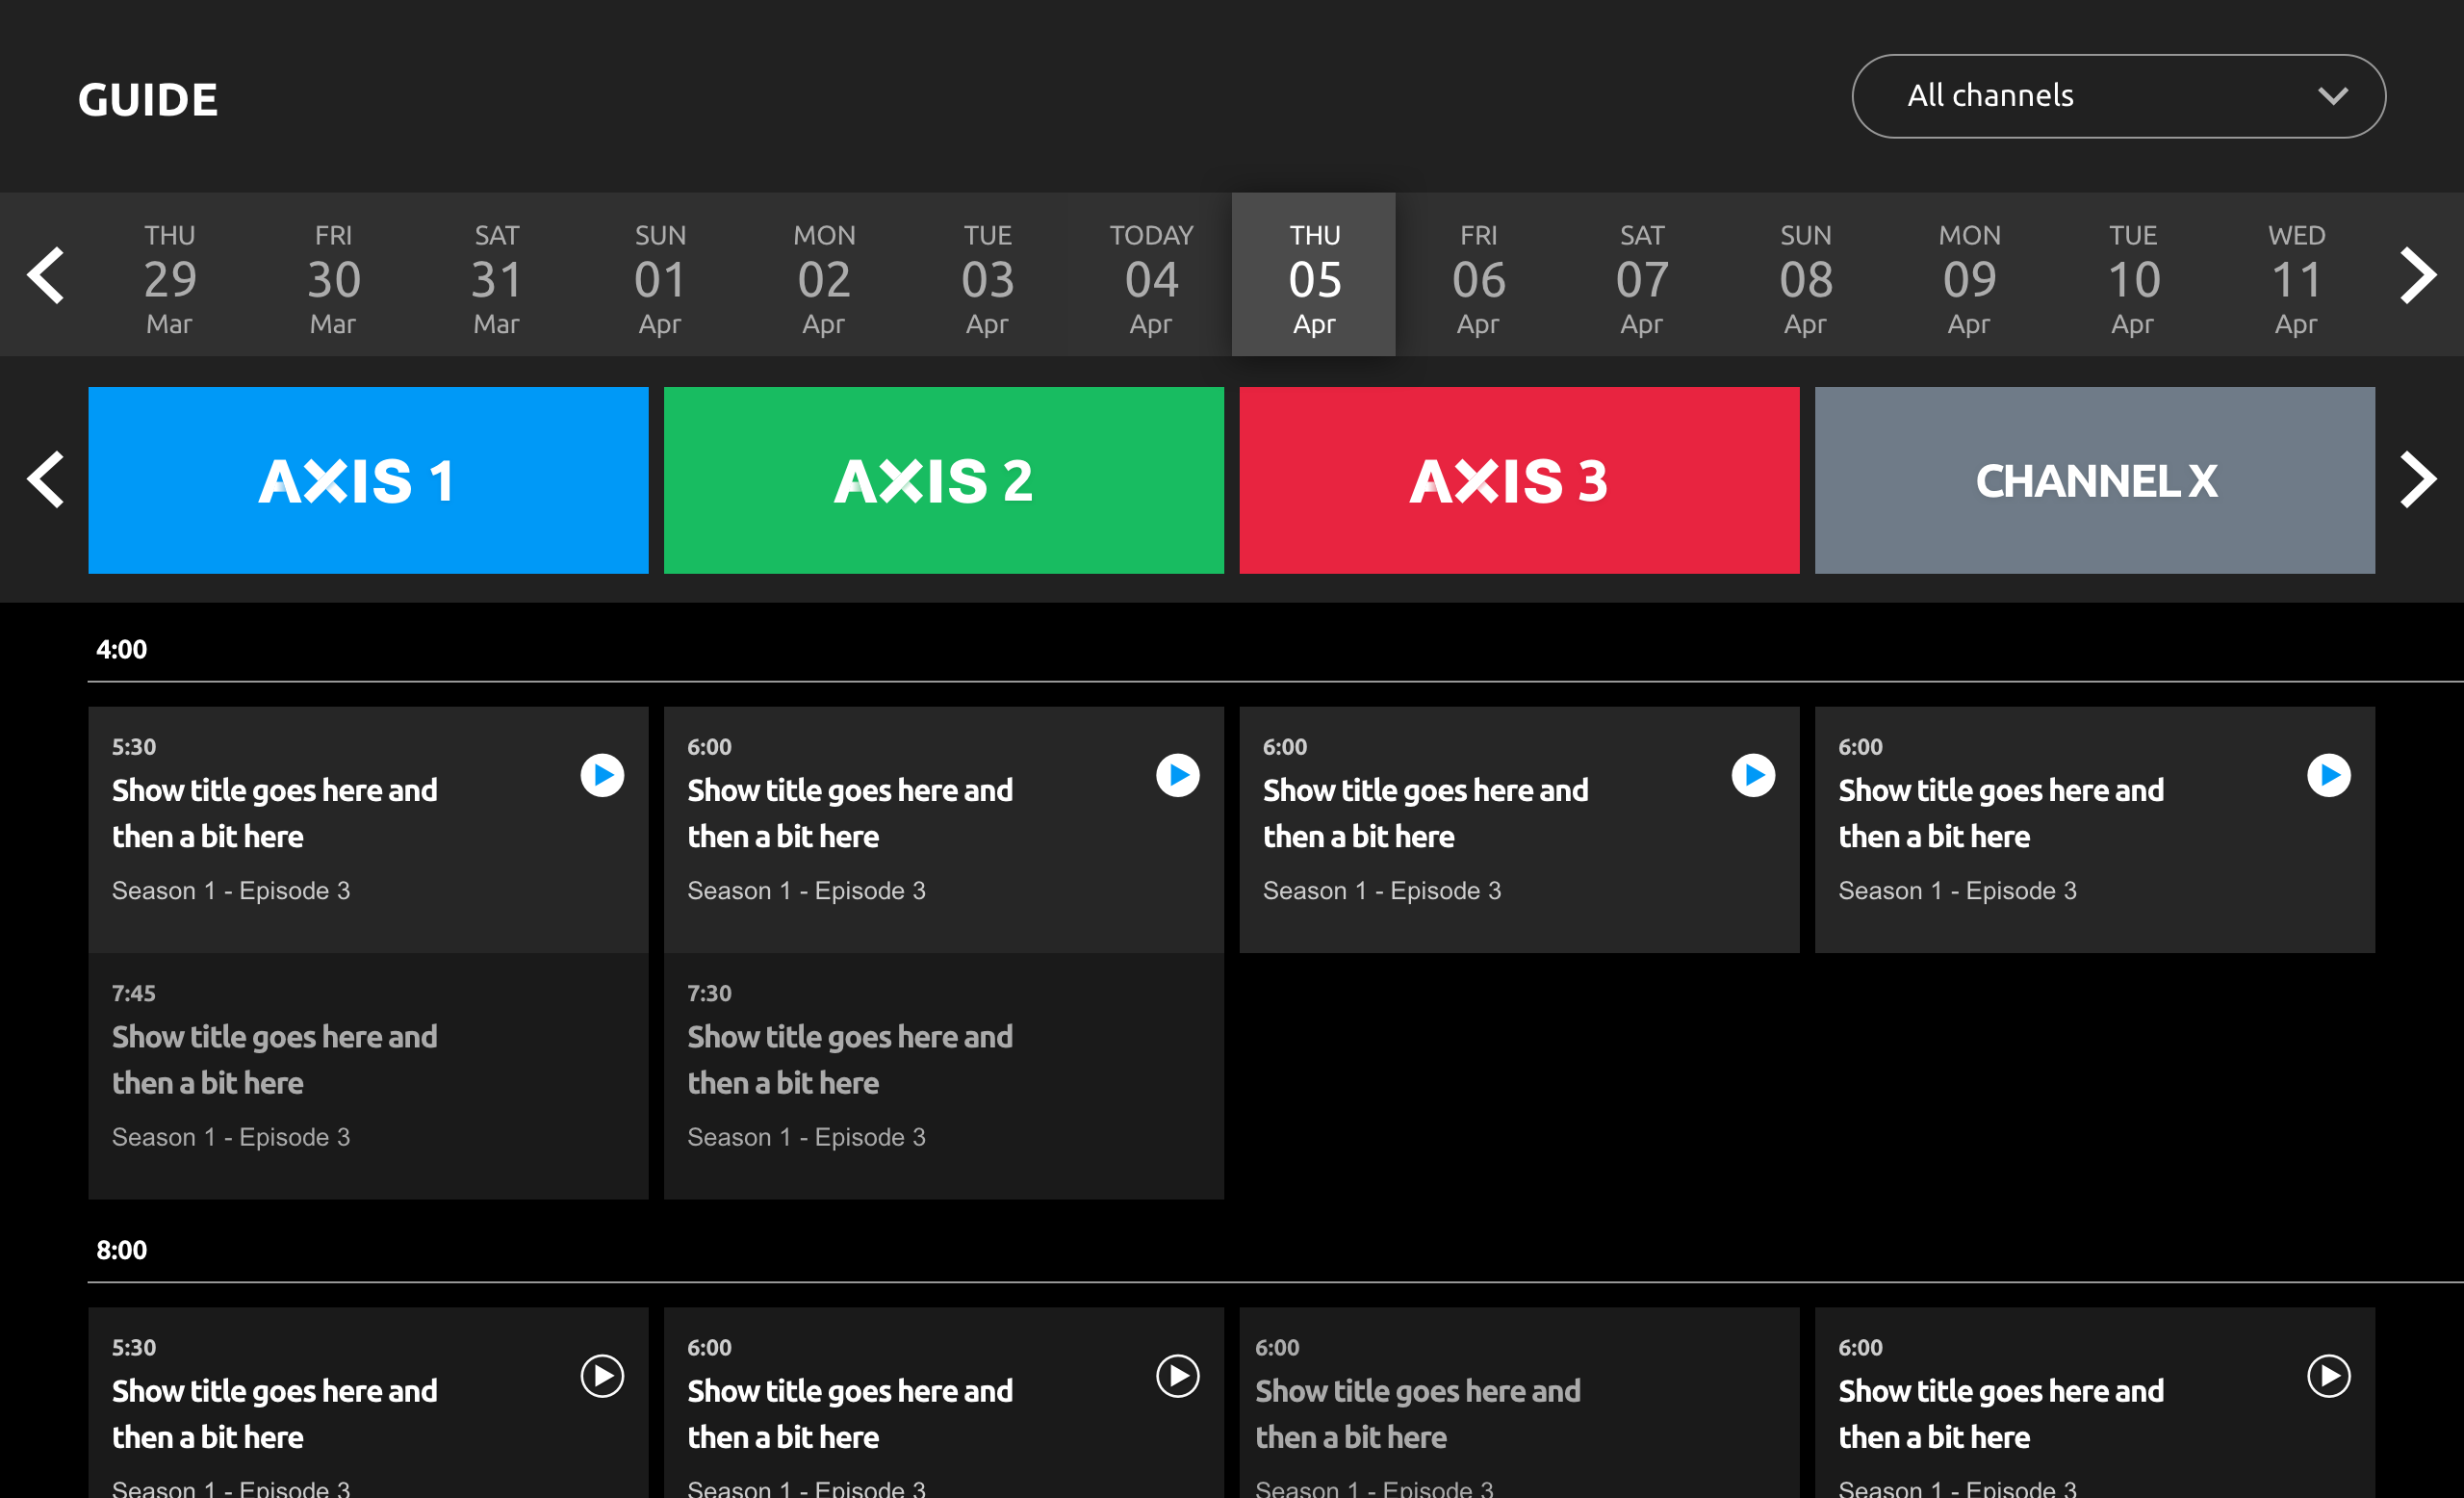 GUIDE
All channels
THU FRI SAT SUN MON TUE TODAY THU FRI SAT SUN MON TUE WED
29 30 31 01 02 03 04 05 06 07 08 09 10 11
Mar Mar Mar Apr Apr Apr Apr Apr Apr Apr Apr Apr Apr Apr
AXIS 1 AXIS 2 AXIS 3 CHANNEL X
4:00
5:30
Show title goes here and
then a bit here
Season 1 - Episode 3
6:00
Show title goes here and
then a bit here
Season 1 - Episode 3
6:00
Show title goes here and
then a bit here
Season 1 - Episode 3
6:00
Show title goes here and
then a bit here
Season 1 - Episode 3
7:45
Show title goes here and
then a bit here
Season 1 - Episode 3
7:30
Show title goes here and
then a bit here
Season 1 - Episode 3
8:00
5:30
Show title goes here and
then a bit here
Season 1 - Episode 3
6:00
Show title goes here and
then a bit here
Season 1 - Episode 3
6:00
Show title goes here and
then a bit here
Season 1 - Episode 3
6:00
Show title goes here and
then a bit here
Season 1 - Episode 3